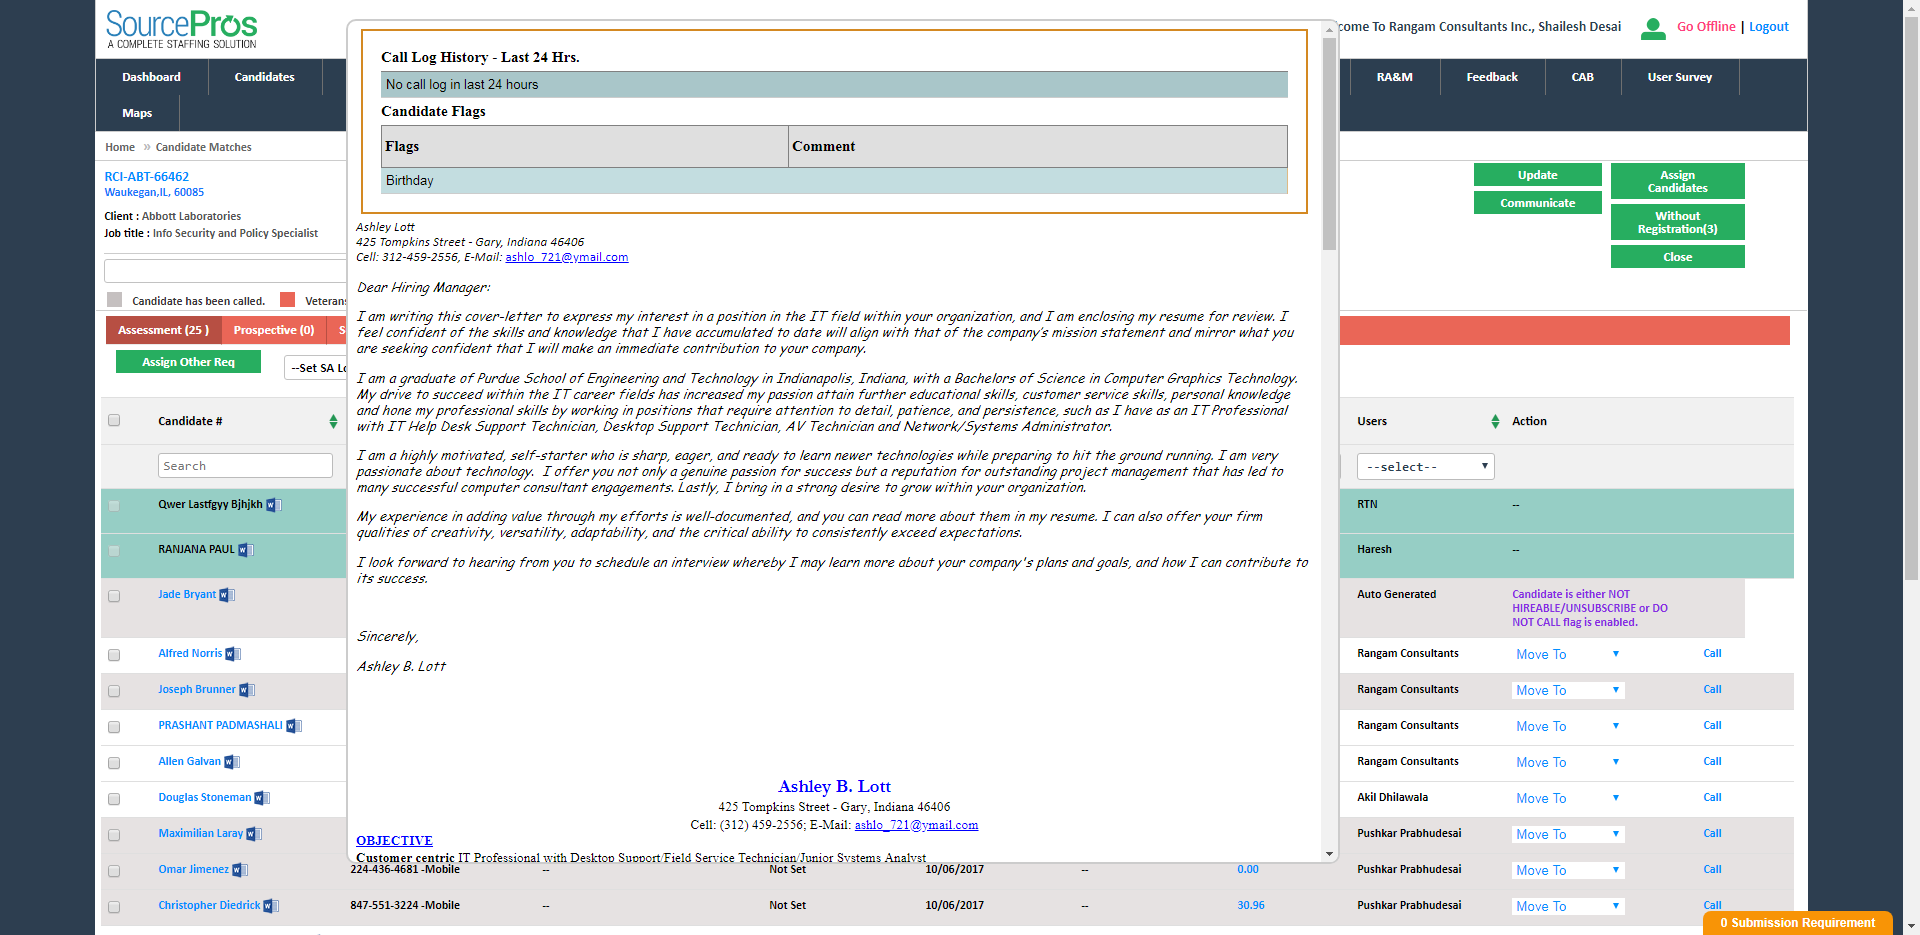 SourcePros
A COMPLETE STAFFING SOLUTION
come To Rangam Consultants Inc., Shailesh Desai
Go Offline | Logout
Dashboard
Candidates
RA&M
Feedback
CAB
User Survey
Maps
Home » Candidate Matches
RCI-ABT-66462
Waukegan,IL, 60085
Client : Abbott Laboratories
Job title : Info Security and Policy Specialist
Update
Communicate
Assign
Candidates
Without
Registration(3)
Close
Candidate has been called.
Veterans
Assessment (25 )
Prospective (0)
S
Assign Other Req
--Set SA Lo
Call Log History - Last 24 Hrs.
No call log in last 24 hours
Candidate Flags
Flags
Comment
Birthday
Ashley Lott
425 Tompkins Street - Gary, Indiana 46406
Cell: 312-459-2556, E-Mail: ashlo_721@ymail.com
Dear Hiring Manager:
I am writing this cover-letter to express my interest in a position in the IT field within your organization, and I am enclosing my resume for review. I
feel confident of the skills and knowledge that I have accumulated to date will align with that of the company's mission statement and mirror what you
are seeking confident that I will make an immediate contribution to your company.
I am a graduate of Purdue School of Engineering and Technology in Indianapolis, Indiana, with a Bachelors of Science in Computer Graphics Technology.
My drive to succeed within the IT career fields has increased my passion attain further educational skills, customer service skills, personal knowledge
and hone my professional skills by working in positions that require attention to detail, patience, and persistence, such as I have as an IT Professional
with IT Help Desk Support Technician, Desktop Support Technician, AV Technician and Network/Systems Administrator.
I am a highly motivated, self-starter who is sharp, eager, and ready to learn newer technologies while preparing to hit the ground running. I am very
passionate about technology. I offer you not only a genuine passion for success but a reputation for outstanding project management that has led to
many successful computer consultant engagements. Lastly, I bring in a strong desire to grow within your organization.
My experience in adding value through my efforts is well-documented, and you can read more about them in my resume. I can also offer your firm
qualities of creativity, versatility, adaptability, and the critical ability to consistently exceed expectations.
I look forward to hearing from you to schedule an interview whereby I may learn more about your company's plans and goals, and how I can contribute to
its success.
Sincerely,
Ashley B. Lott
Ashley B. Lott
425 Tompkins Street - Gary, Indiana 46406
Cell: (312) 459-2556; E-Mail: ashlo_721@ymail.com
OBJECTIVE
Customer centric IT Professional with Desktop Support/Field Service Technician/Junior Systems Analyst
Candidate #
Users
Action
Search
--select--
Qwer Lastfgyy Bjhjkh
RTN
--
RANJANA PAUL
Haresh
--
Jade Bryant
Auto Generated
Candidate is either NOT
HIREABLE/UNSUBSCRIBE or DO
NOT CALL flag is enabled.
Alfred Norris
Rangam Consultants
Move To
Call
Joseph Brunner
Rangam Consultants
Move To
Call
PRASHANT PADMASHALI
Rangam Consultants
Move To
Call
Allen Galvan
Rangam Consultants
Move To
Call
Douglas Stoneman
Akil Dhilawala
Move To
Call
Maximilian Laray
Pushkar Prabhudesai
Move To
Call
Omar Jimenez
224-436-4681 -Mobile
--
Not Set
10/06/2017
--
0.00
Pushkar Prabhudesai
Move To
Call
Christopher Diedrick
847-551-3224 -Mobile
--
Not Set
10/06/2017
--
30.96
Pushkar Prabhudesai
Move To
Call
0 Submission Requirement